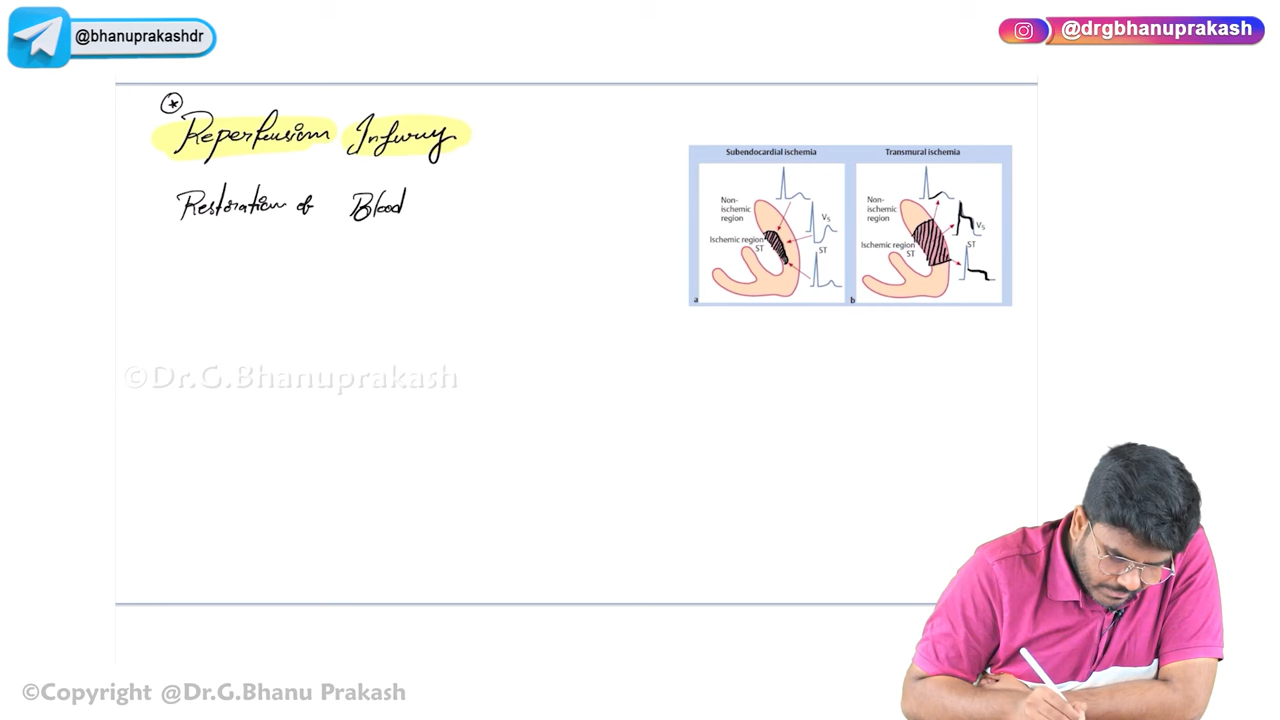 @bhanuprakashdr
@drgbhanuprakash
Reperfusion Injury
Restoration of Blood
Subendocardial ischemia
Transmural ischemia
Non-
ischemic
region
V5
Ischemic region
ST
ST
a
Non-
ischemic
region
V5
Ischemic region
ST
ST
b
©Dr.G.Bhanuprakash
©Copyright @Dr.G.Bhanu Prakash